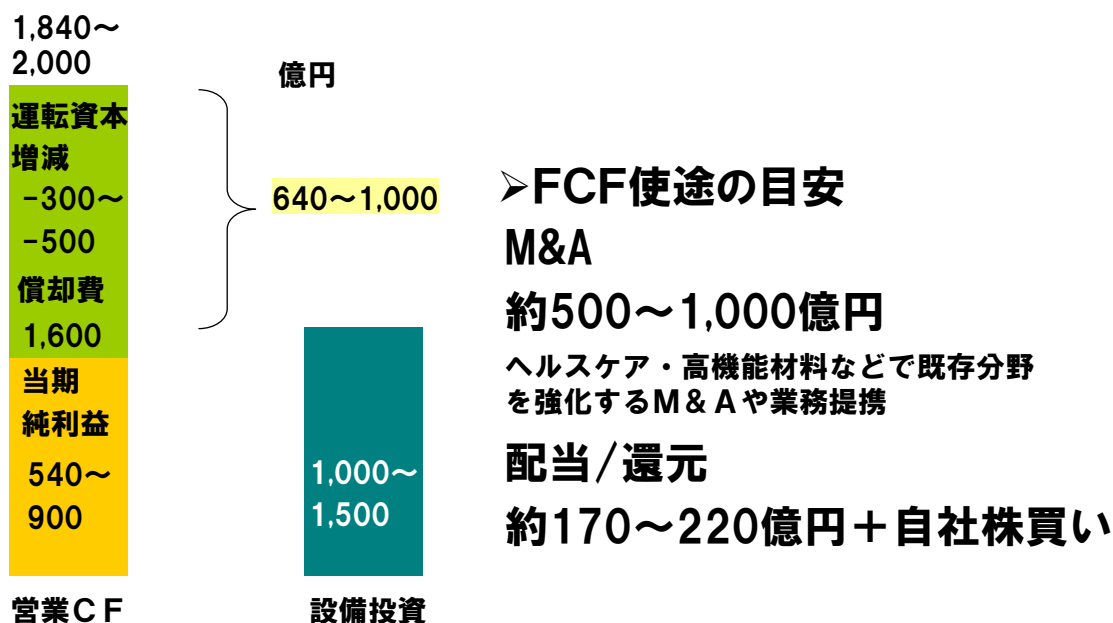 1,840～
2,000
運転資本
増減
-300～
-500
償却費
1,600
当期
純利益
540～
900
営業ＣＦ
億円
640～1,000
1,000～
1,500
設備投資
➢FCF使途の目安
M&A
約500～1,000億円
ヘルスケア・高機能材料などで既存分野
を強化するＭ＆Ａや業務提携
配当/還元
約170～220億円＋自社株買い